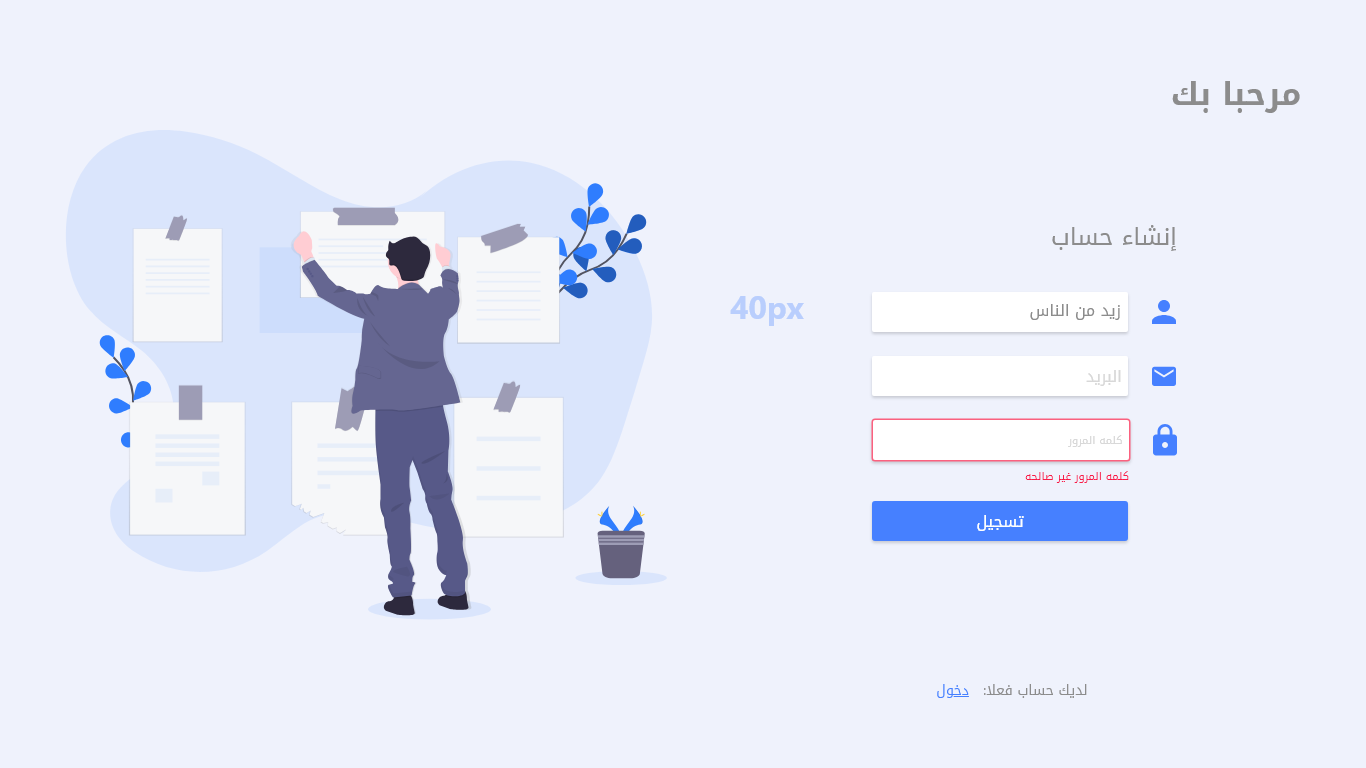 مرحبا بك
إنشاء حساب
زيد من الناس
40px
البريد
كلمه المرور
كلمه المرور غير صالحه
تسجيل
لديك حساب فعلا: دخول